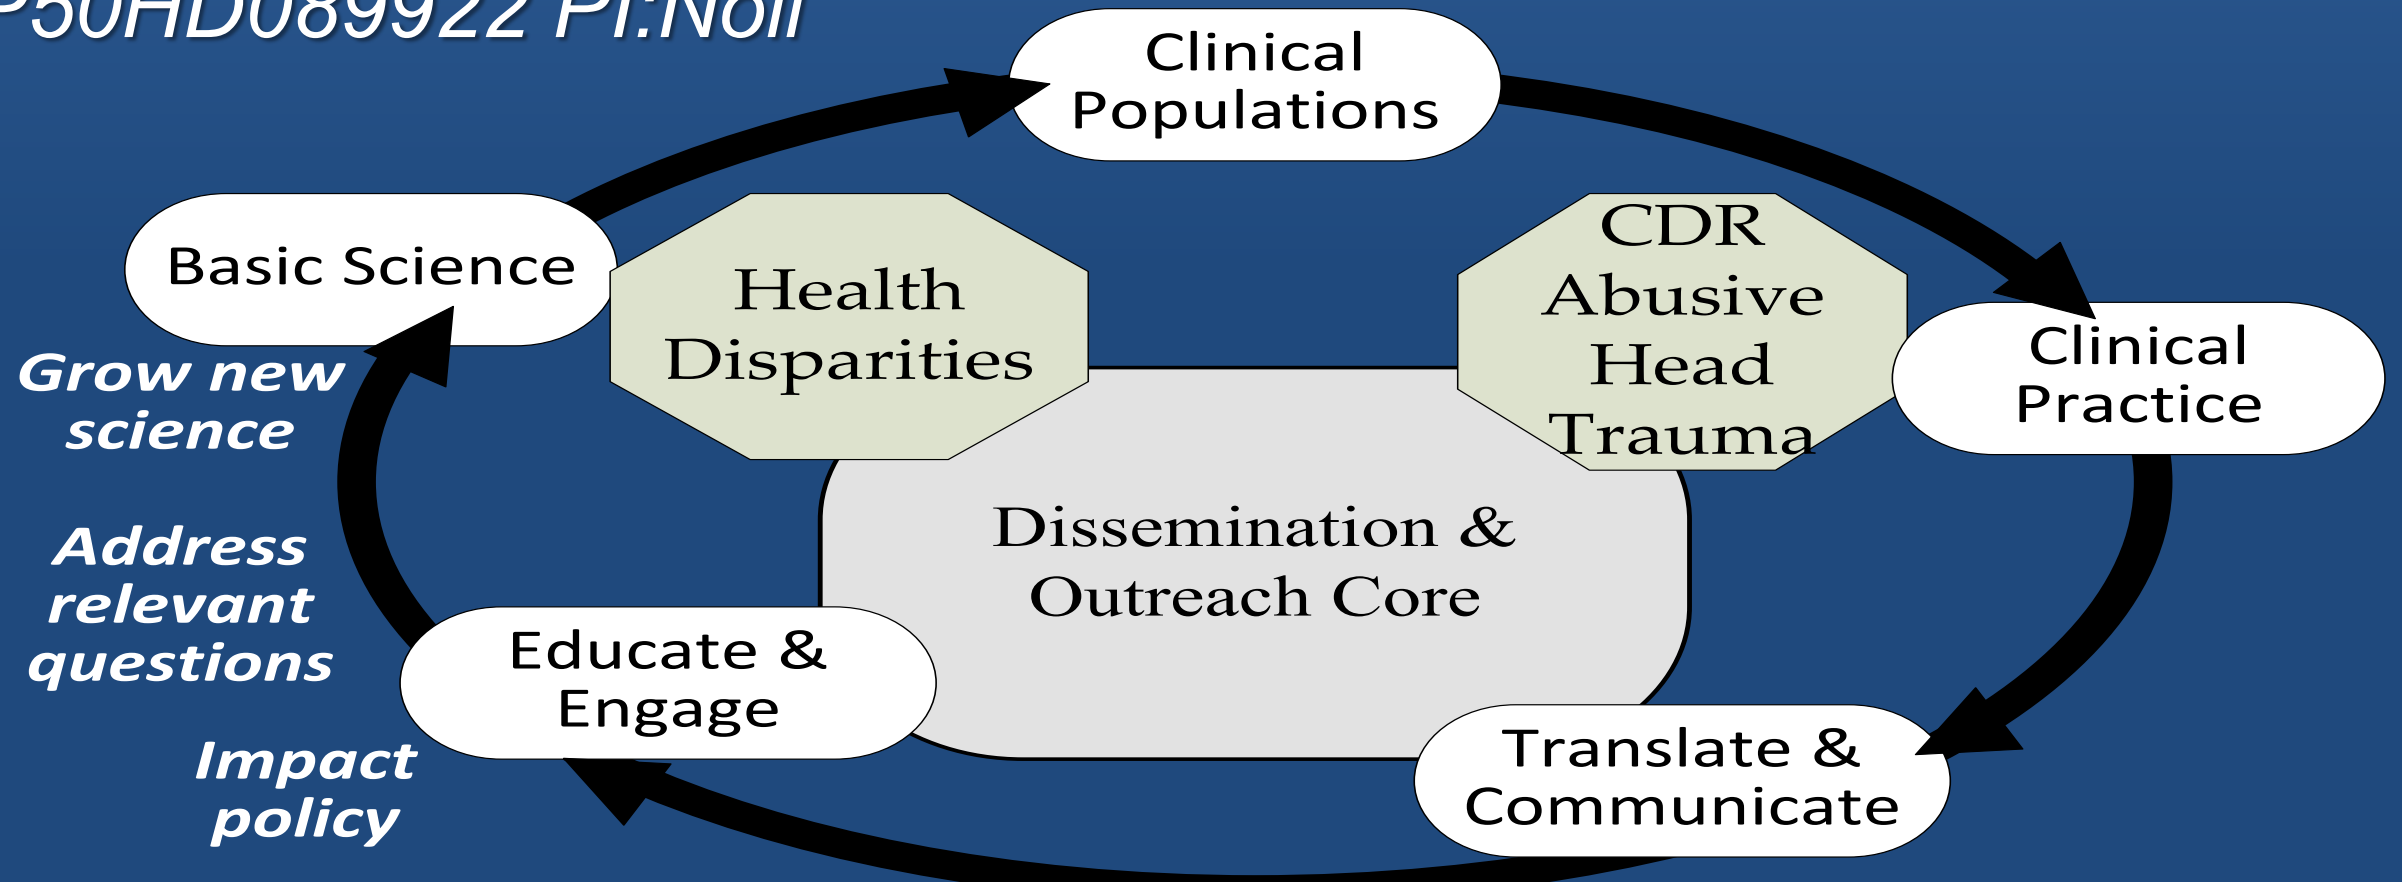 P50HD089922 PI:Noll
Clinical
Populations
Basic Science
Health
Disparities
CDR
Abusive
Head
Trauma
Clinical
Practice
Grow new
science
Address
relevant
questions
Impact
policy
Dissemination &
Outreach Core
Educate &
Engage
Translate &
Communicate